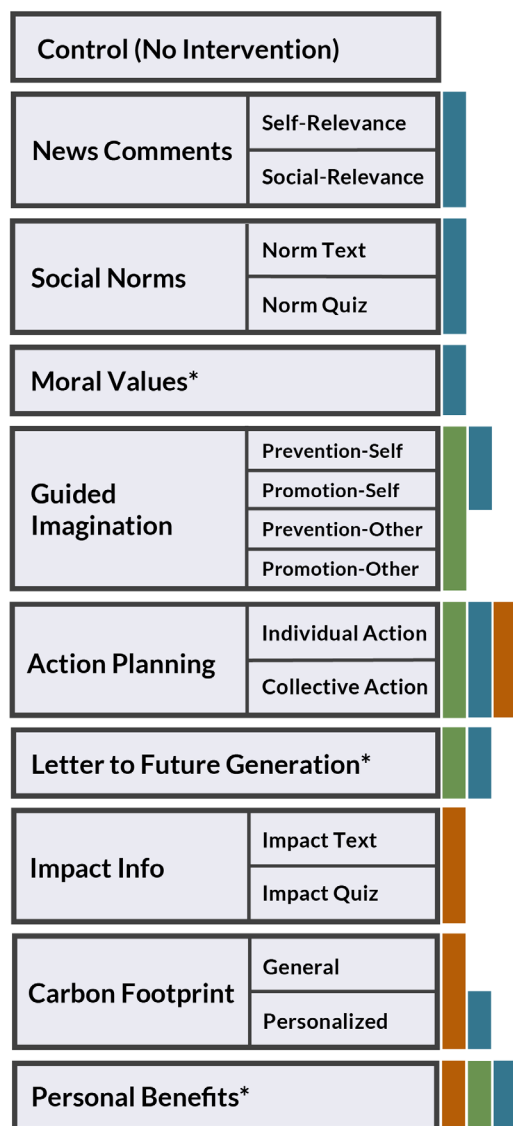 Control (No Intervention)
News Comments
Self-Relevance
Social-Relevance
Social Norms
Norm Text
Norm Quiz
Moral Values*
Guided
Imagination
Prevention-Self
Promotion-Self
Prevention-Other
Promotion-Other
Action Planning
Individual Action
Collective Action
Letter to Future Generation*
Impact Info
Impact Text
Impact Quiz
Carbon Footprint
General
Personalized
Personal Benefits*